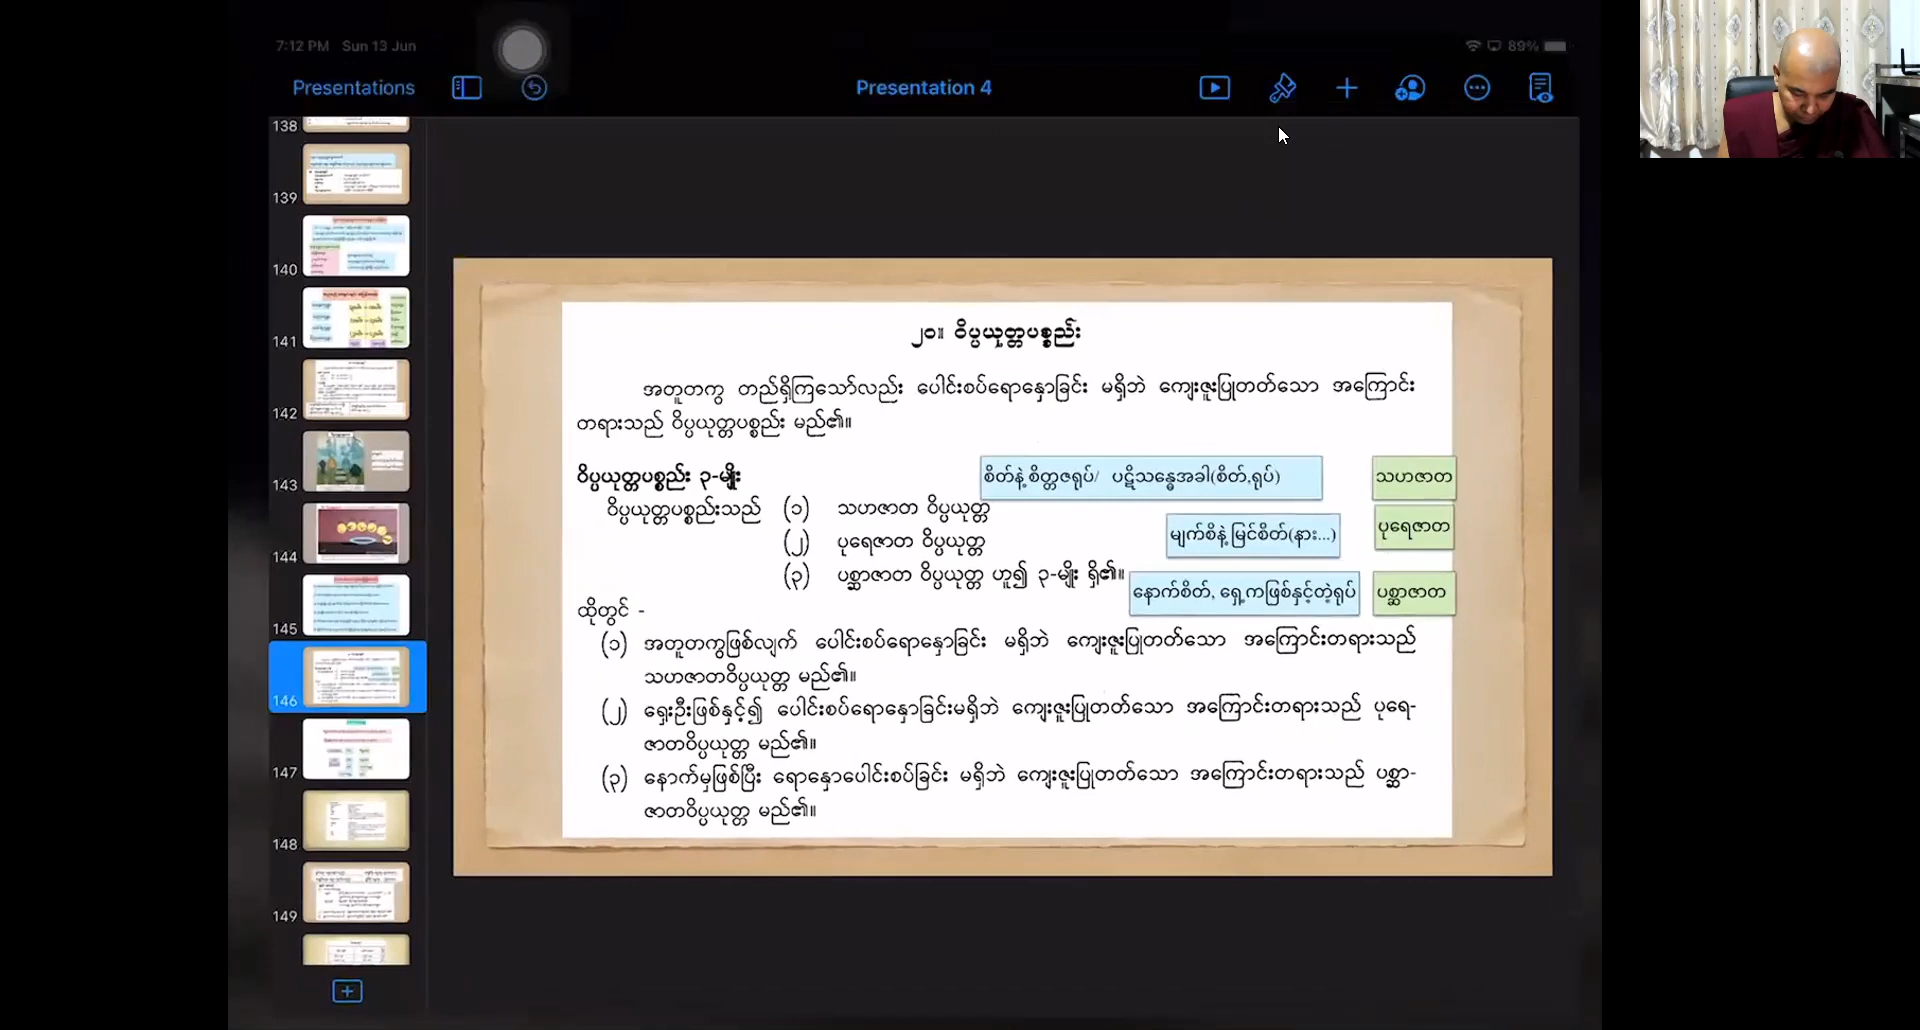 7:12 PM Sun 13 Jun
89%
Presentations
Presentation 4
138
139
140
141
142
143
144
145
146
147
148
149
၂၀။ ဝိပ္ပယုတ္တပစ္စည်း
အတူတကွ တည်ရှိကြသော်လည်း ပေါင်းစပ်ရောနှောခြင်း မရှိဘဲ ကျေးဇူးပြုတတ်သော အကြောင်း
တရားသည် ဝိပ္ပယုတ္တပစ္စည်း မည်၏။
ဝိပ္ပယုတ္တပစ္စည်း ၃-မျိုး
စိတ်နဲ့ စိတ္တဇရုပ်/ ပဋိသန္ဓေအခါ(စိတ်,ရုပ်)
သဟဇာတ
ဝိပ္ပယုတ္တပစ္စည်းသည် (၁) သဟဇာတ ဝိပ္ပယုတ္တ
(၂) ပုရေဇာတ ဝိပ္ပယုတ္တ
မျက်စိနဲ့ မြင်စိတ်(နား...)
ပုရေဇာတ
(၃) ပစ္ဆာဇာတ ဝိပ္ပယုတ္တ ဟူ၍ ၃-မျိုး ရှိ၏။
နောက်စိတ်, ရှေ့ကဖြစ်နှင့်တဲ့ရုပ်
ပစ္ဆာဇာတ
ထိုတွင် -
(၁) အတူတကွဖြစ်လျက် ပေါင်းစပ်ရောနှောခြင်း မရှိဘဲ ကျေးဇူးပြုတတ်သော အကြောင်းတရားသည်
သဟဇာတဝိပ္ပယုတ္တ မည်၏။
(၂) ရှေးဦးဖြစ်နှင့်၍ ပေါင်းစပ်ရောနှောခြင်းမရှိဘဲ ကျေးဇူးပြုတတ်သော အကြောင်းတရားသည် ပုရေ-
ဇာတဝိပ္ပယုတ္တ မည်၏။
(၃) နောက်မှဖြစ်ပြီး ရောနှောပေါင်းစပ်ခြင်း မရှိဘဲ ကျေးဇူးပြုတတ်သော အကြောင်းတရားသည် ပစ္ဆာ-
ဇာတဝိပ္ပယုတ္တ မည်၏။